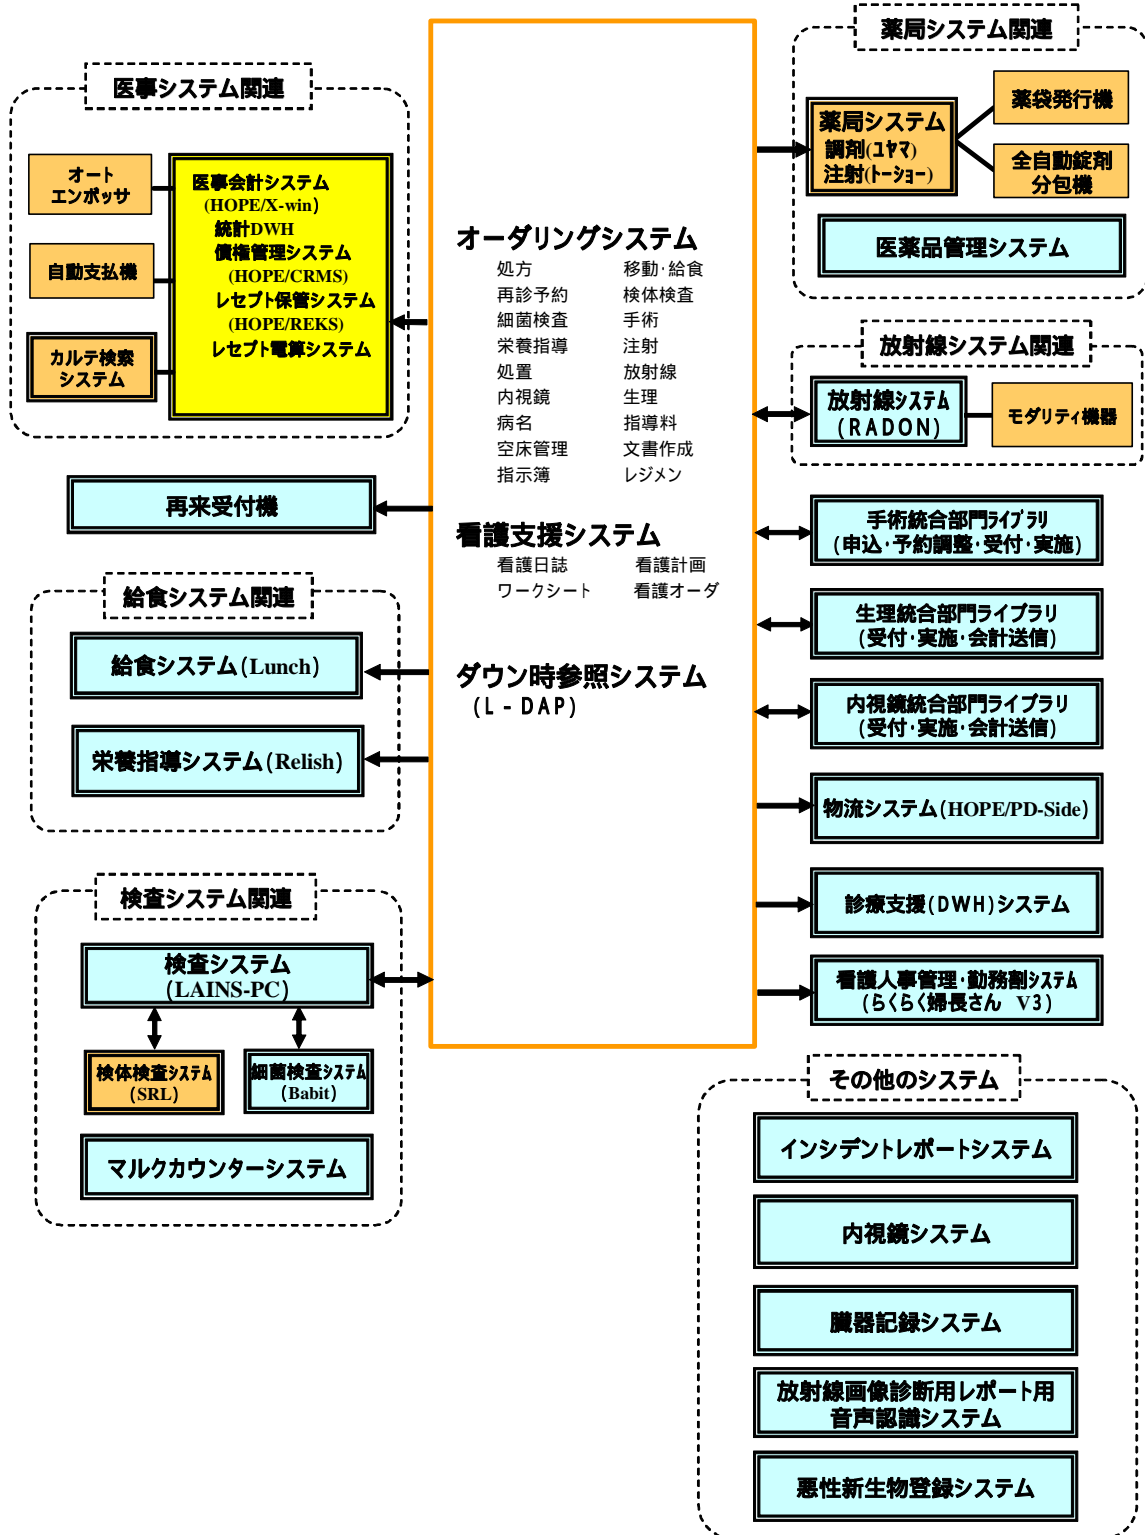 医事システム関連
オート
エンボッサ
自動支払機
カルテ検索
システム
医事会計システム
(HOPE/X-win)
統計DWH
債権管理システム
(HOPE/CRMS)
レセプト保管システム
(HOPE/REKS)
レセプト電算システム
再来受付機
給食システム関連
給食システム(Lunch)
栄養指導システム(Relish)
検査システム関連
検査システム
(LAINS-PC)
検体検査システム
(SRL)
細菌検査システム
(Babit)
マルクカウンターシステム
オーダリングシステム
処方 移動・給食
再診予約 検体検査
細菌検査 手術
栄養指導 注射
処置 放射線
内視鏡 生理
病名 指導料
空床管理 文書作成
指示簿 レジメン
看護支援システム
看護日誌 看護計画
ワークシート 看護オーダ
ダウン時参照システム
(L-DAP)
薬局システム関連
薬局システム
調剤(ユヤマ)
注射(トーショー)
薬袋発行機
全自動錠剤
分包機
医薬品管理システム
放射線システム関連
放射線システム
(RADON)
モダリティ機器
手術統合部門ライブラリ
(申込・予約調整・受付・実施)
生理統合部門ライブラリ
(受付・実施・会計送信)
内視鏡統合部門ライブラリ
(受付・実施・会計送信)
物流システム(HOPE/PD-Side)
診療支援(DWH)システム
看護人事管理・勤務割システム
(らくらく婦長さん V3)
その他のシステム
インシデントレポートシステム
内視鏡システム
臓器記録システム
放射線画像診断用レポート用
音声認識システム
悪性新生物登録システム